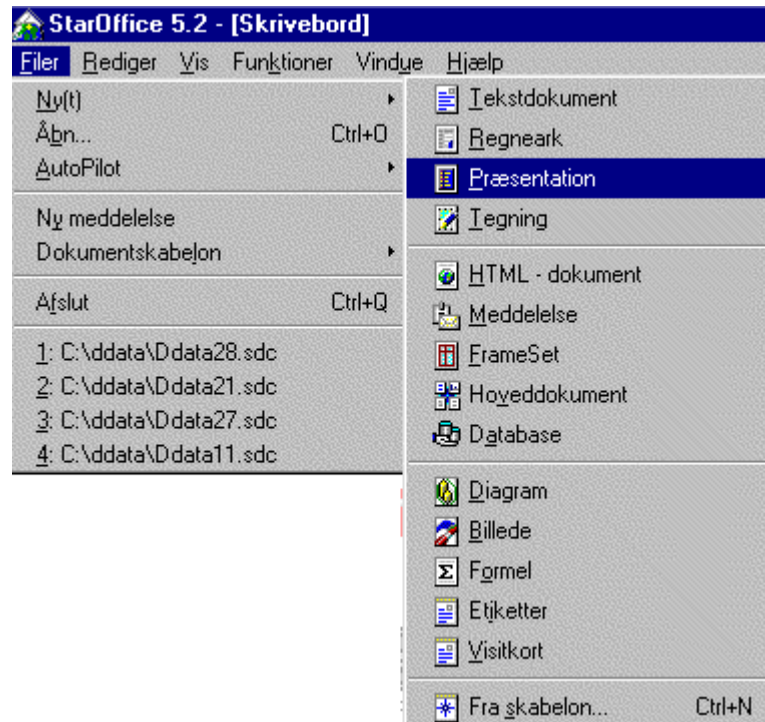 StarOffice 5.2 - [Skrivebord]
Filer Rediger Vis Funktioner Vindue Hjælp
Ny(t)
Åbn... Ctrl+O
AutoPilot
Ny meddelelse
Dokumentskabelon
Afslut Ctrl+Q
1: C:\ddata\Ddata28.sdc
2: C:\ddata\Ddata21.sdc
3: C:\ddata\Ddata27.sdc
4: C:\ddata\Ddata11.sdc
Tekstdokument
Regneark
Præsentation
Tegning
HTML - dokument
Meddelelse
FrameSet
Hoveddokument
Database
Diagram
Billede
Formel
Etiketter
Visitkort
Fra skabelon... Ctrl+N